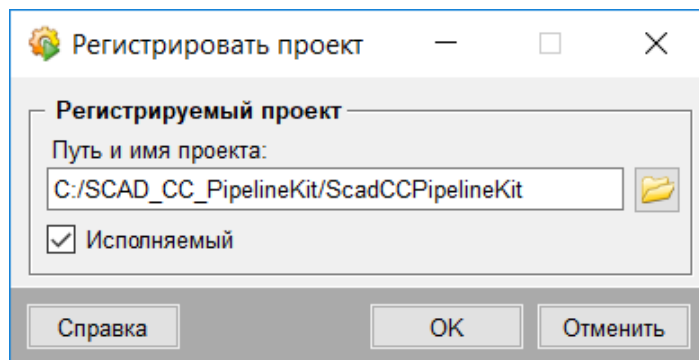 Регистрировать проект
Регистрируемый проект
Путь и имя проекта:
C:/SCAD_CC_PipelineKit/ScadCCPipelineKit
Исполняемый
Справка
OK
Отменить